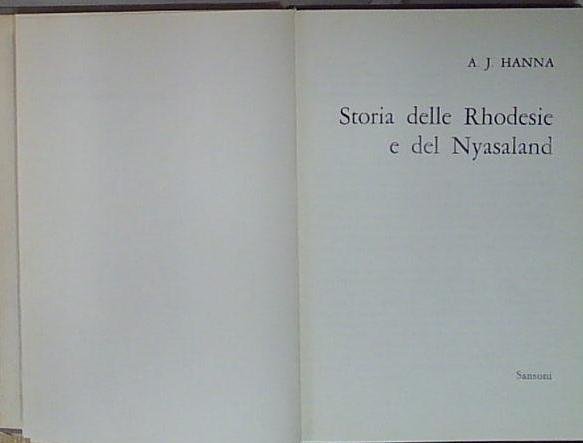 A. J. HANNA
Storia delle Rhodesie
e del Nyasaland
Sansoni